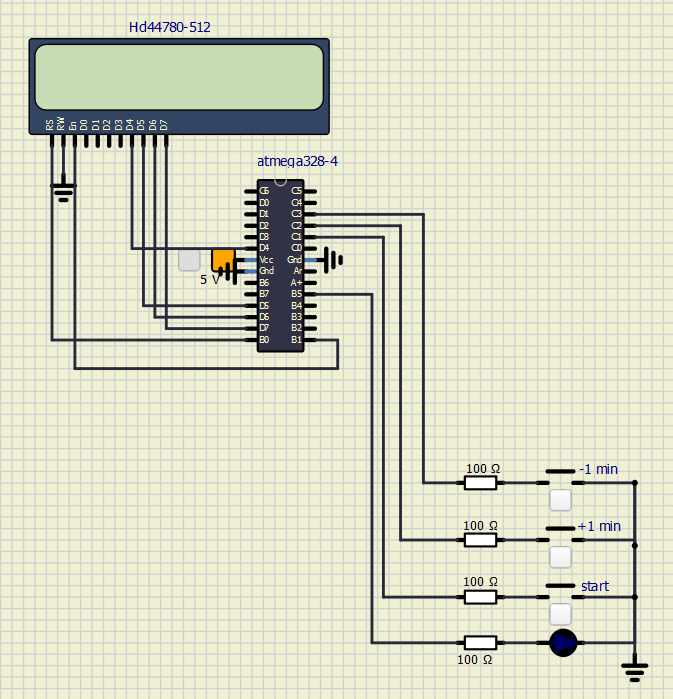 Hd44780-512
RS RW En D0 D1 D2 D3 D4 D5 D6 D7
atmega328-4
C6 C5
D0 C4
D1 C3
D2 C2
D3 C1
D4 C0
Vcc Gnd
Gnd Ar
B6 A+
B7 B5
D5 B4
D6 B3
D7 B2
B0 B1
5 V
100 Ω -1 min
100 Ω +1 min
100 Ω start
100 Ω